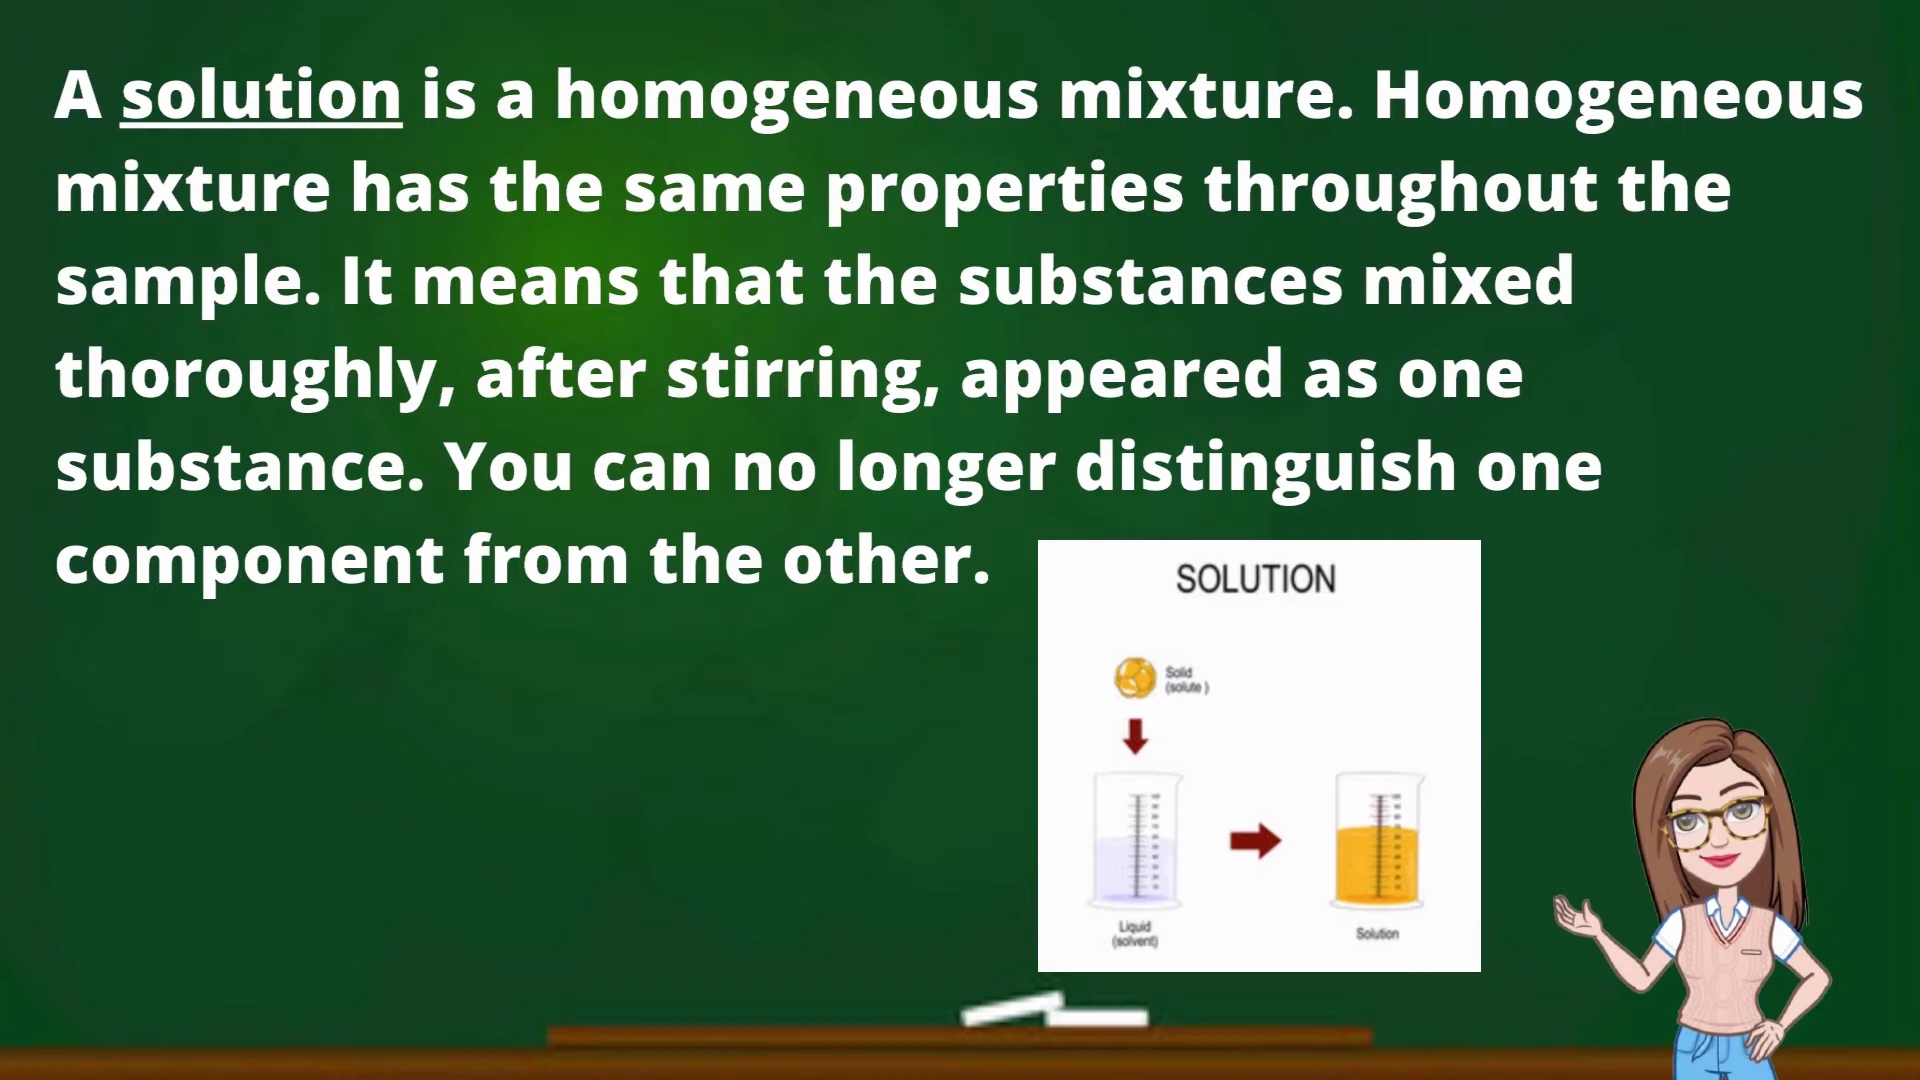 A solution is a homogeneous mixture. Homogeneous
mixture has the same properties throughout the
sample. It means that the substances mixed
thoroughly, after stirring, appeared as one
substance. You can no longer distinguish one
component from the other.
SOLUTION
Solid
(solute )
Liquid
(solvent)
Solution